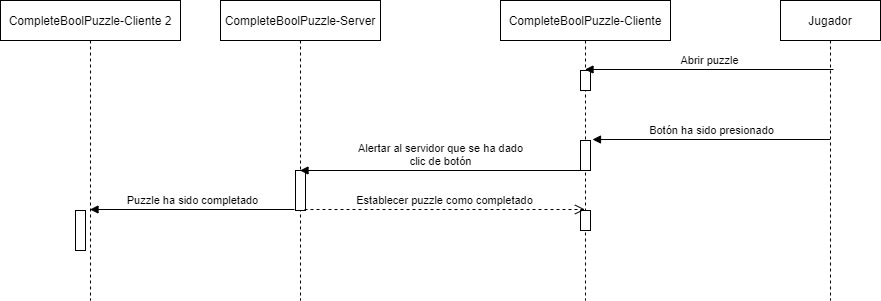 CompleteBoolPuzzle-Cliente 2
CompleteBoolPuzzle-Server
CompleteBoolPuzzle-Cliente
Jugador
Abrir puzzle
Botón ha sido presionado
Alertar al servidor que se ha dado
clic de botón
Puzzle ha sido completado
Establecer puzzle como completado